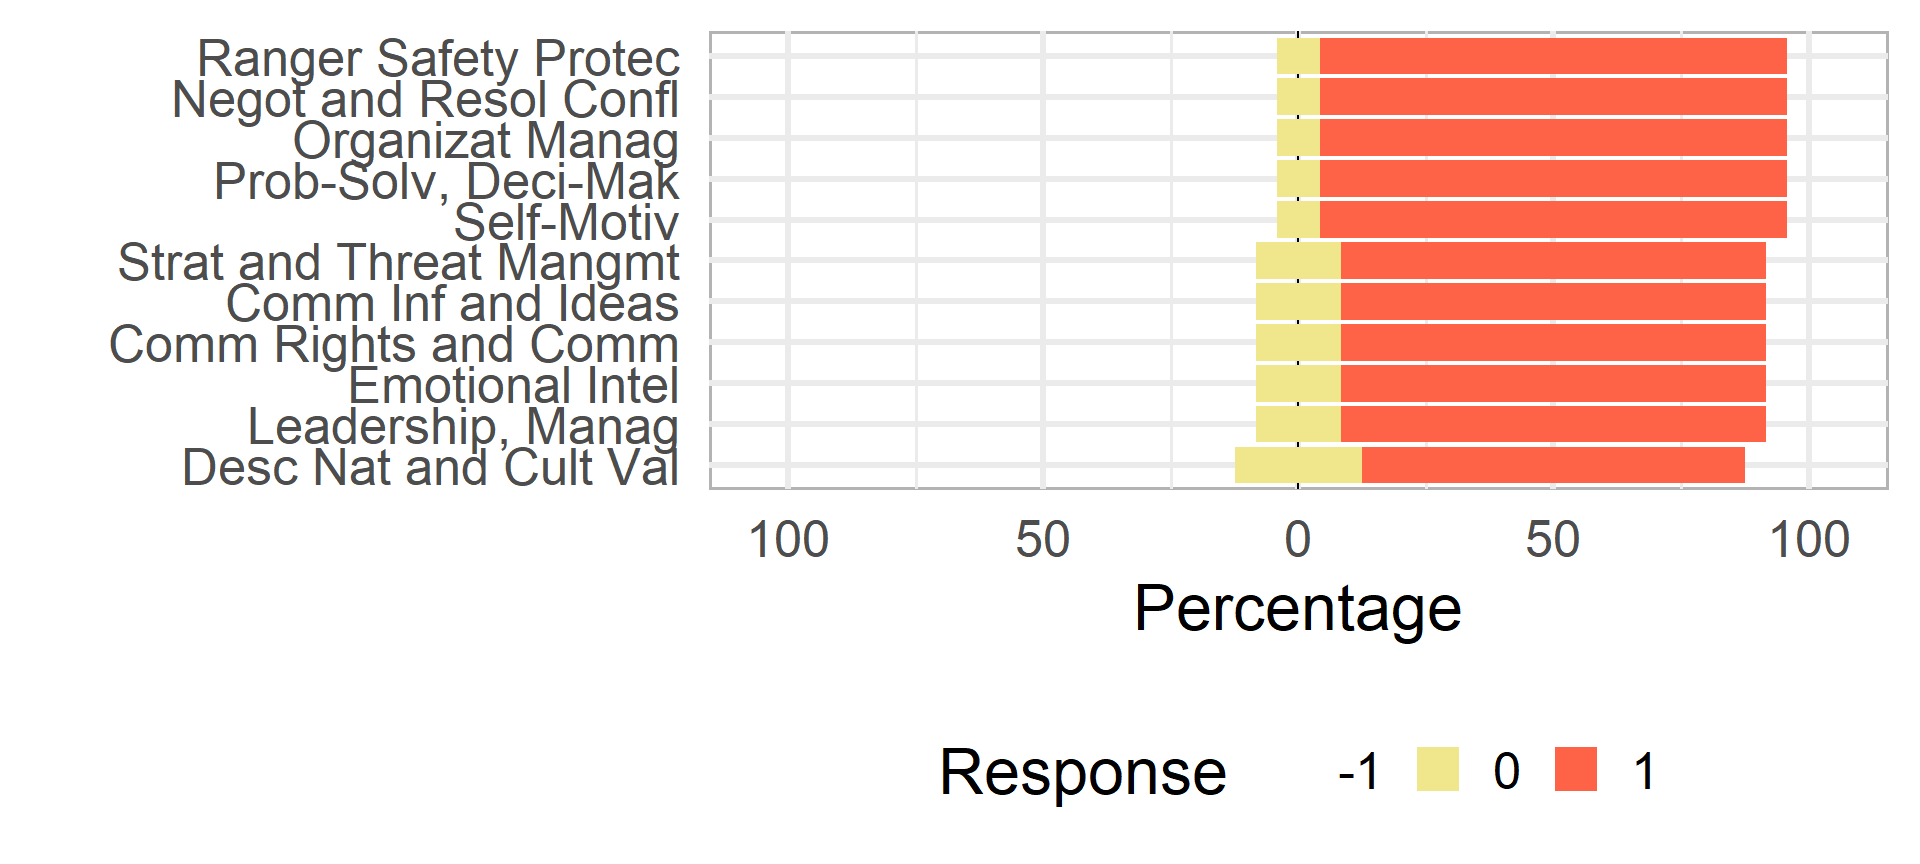 Ranger Safety Protec
Negot and Resol Confl
Organizat Manag
Prob-Solv, Deci-Mak
Self-Motiv
Strat and Threat Mangmt
Comm Inf and Ideas
Comm Rights and Comm
Emotional Intel
Leadership, Manag
Desc Nat and Cult Val
100 50 0 50 100
Percentage
Response -1 0 1